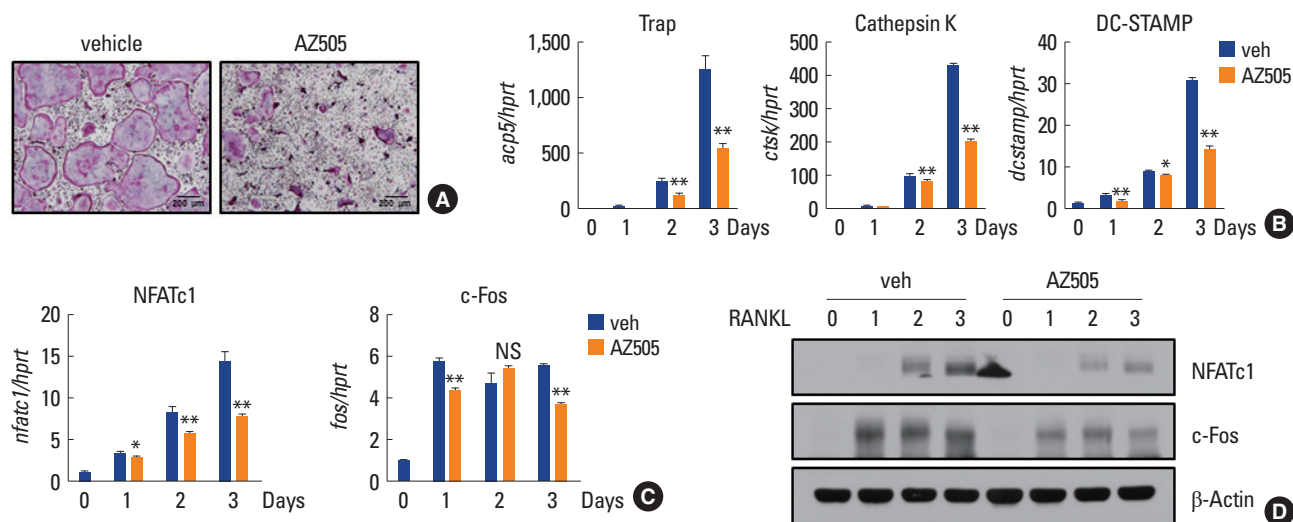 vehicle
AZ505
200 µm
200 µm
A
Trap
acp5/hprt
1,500
1,000
500
0
**
**
0 1 2 3 Days
Cathepsin K
ctsk/hprt
500
400
300
200
100
0
**
**
0 1 2 3 Days
DC-STAMP
dcstamp/hprt
40
30
20
10
0
**
*
**
0 1 2 3 Days
veh
AZ505
B
NFATc1
nfatc1/hprt
20
15
10
5
0
*
**
**
0 1 2 3 Days
c-Fos
fos/hprt
8
6
4
2
0
**
NS
**
0 1 2 3 Days
veh
AZ505
C
veh AZ505
RANKL 0 1 2 3 0 1 2 3
NFATc1
c-Fos
β-Actin
D